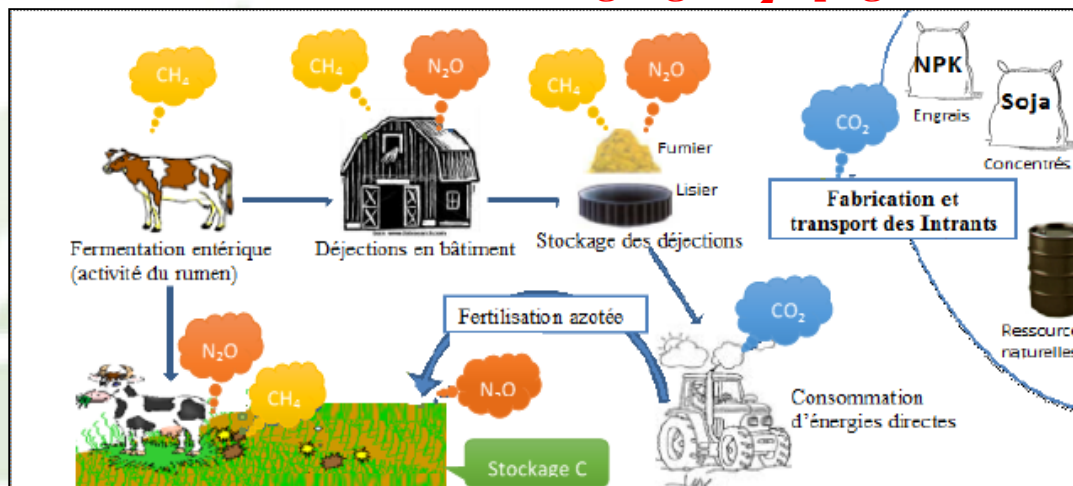 CH₄
CH₄
N₂O
CH₄
N₂O
CO₂
NPK
Engrais
Soja
Concentrés
Fumier
Lisier
Fabrication et
transport des Intrants
Fermentation entérique
(activité du rumen)
Déjections en bâtiment
Stockage des déjections
Ressource
naturelles
Fertilisation azotée
CO₂
N₂O
CH₄
N₂O
Consommation
d'énergies directes
Stockage C